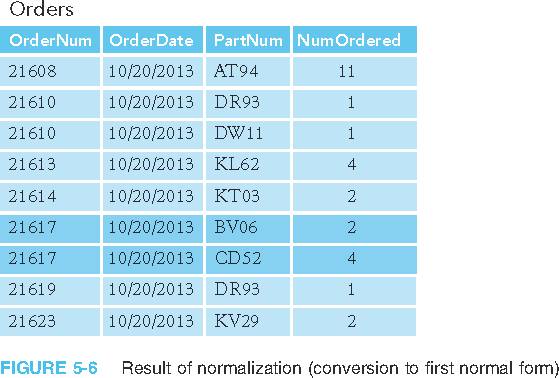 Orders
OrderNum OrderDate PartNum NumOrdered
21608 10/20/2013 AT94 11
21610 10/20/2013 DR93 1
21610 10/20/2013 DW11 1
21613 10/20/2013 KL62 4
21614 10/20/2013 KT03 2
21617 10/20/2013 BV06 2
21617 10/20/2013 CD52 4
21619 10/20/2013 DR93 1
21623 10/20/2013 KV29 2
FIGURE 5-6 Result of normalization (conversion to first normal form)